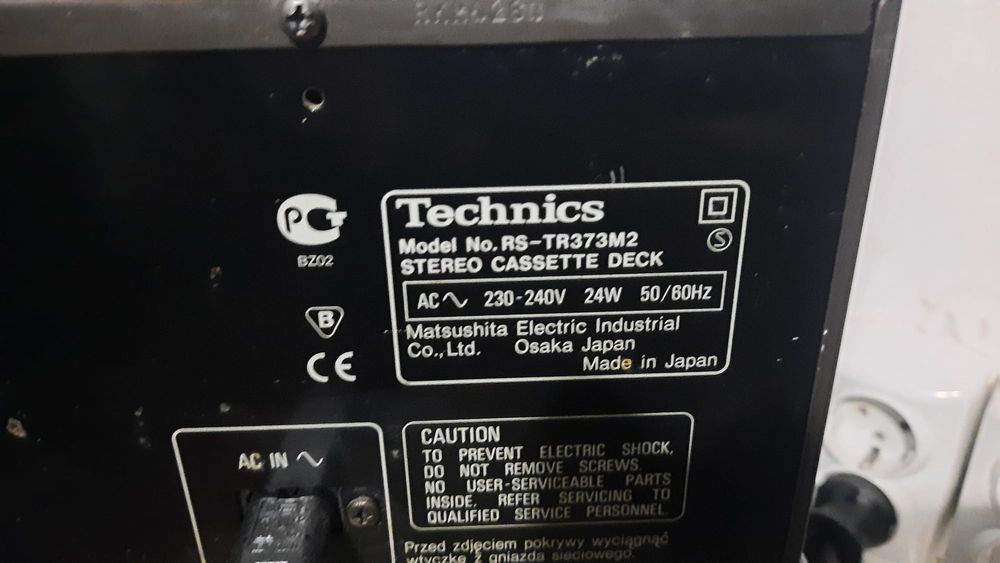 PCT
BZ02
B
CE
Technics
Model No. RS-TR373M2
S
STEREO CASSETTE DECK
AC∿ 230-240V 24W 50/60Hz
Matsushita Electric Industrial
Co., Ltd. Osaka Japan
Made in Japan
AC IN ∿
CAUTION
TO PREVENT ELECTRIC SHOCK,
DO NOT REMOVE SCREWS.
NO USER-SERVICEABLE PARTS
INSIDE. REFER SERVICING TO
QUALIFIED SERVICE PERSONNEL.
Przed zdjęciem pokrywy wyciągnąć
wtyczkę z gniazda sieciowego.